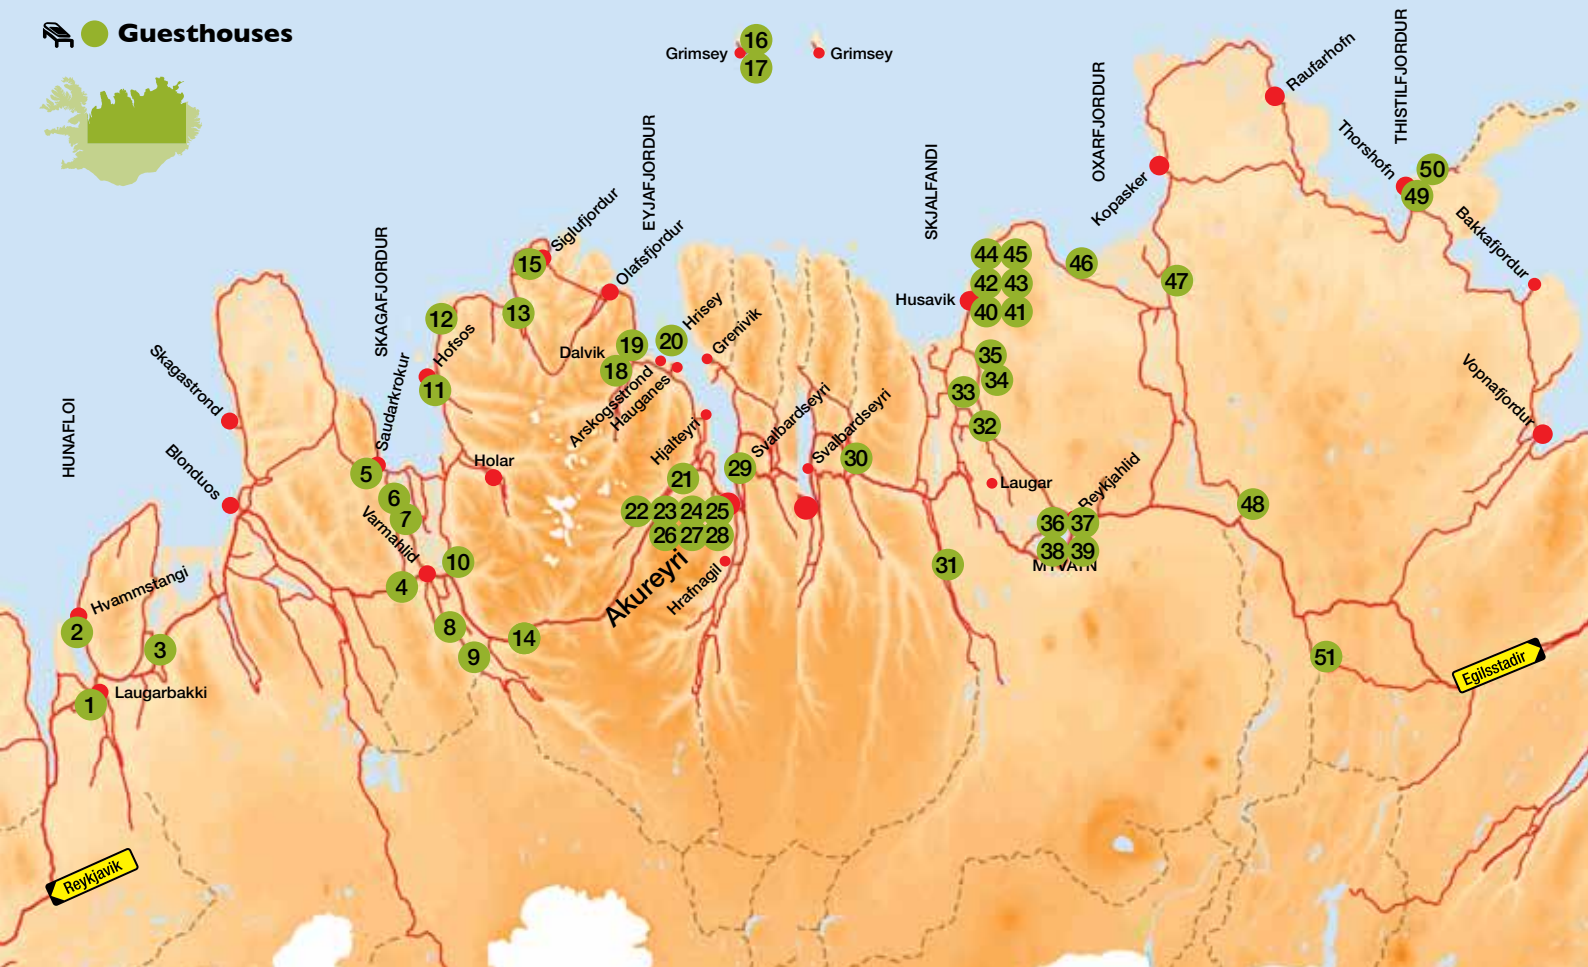 Guesthouses
Grimsey
16
17
Grimsey
HUNAFLOI
SKAGAFJORDUR
EYJAFJORDUR
SKJALFANDI
OXARFJORDUR
THISTILFJORDUR
Raufarhofn
Thorshofn
50
49
Kopasker
Bakkafjordur
Siglufjordur
15
Olafsfjordur
44 45
46
42 43
47
Husavik
40 41
12
13
Hofsos
11
Skagastrond
Saudarkrokur
Dalvik
19
20
Hrisey
18
Grenivik
Arskogsstrond
Hauganes
Hjalteyri
Svalbardseyri
Svalbardseyri
35
34
33
32
Vopnafjordur
Blonduos
5
Holar
6
7
Varmahlid
21
29
30
Laugar
Reykjahlid
22 23 24 25
26 27 28
36 37
38 39
MYVATN
48
Akureyri
Hrafnagil
31
10
4
Hvammstangi
2
3
8
9
14
51
Egilsstadir
1
Laugarbakki
Reykjavik